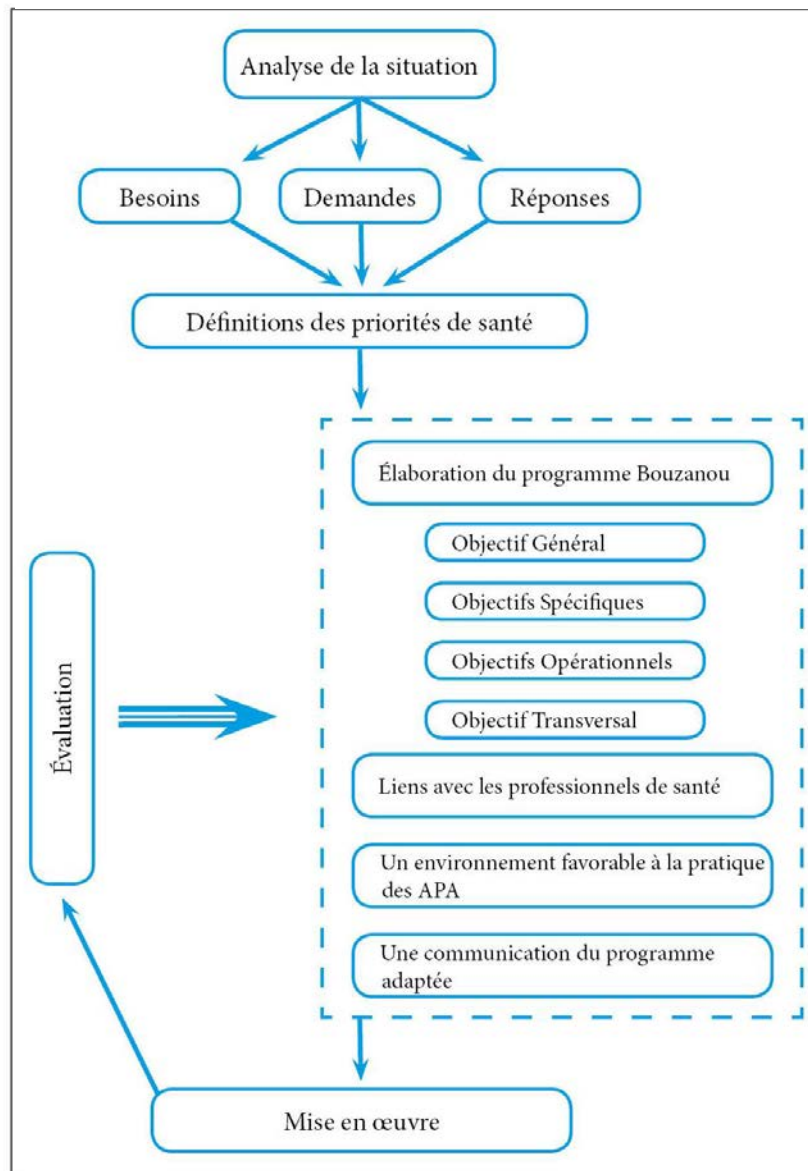 Analyse de la situation
Besoins
Demandes
Réponses
Définitions des priorités de santé
Élaboration du programme Bouzanou
Objectif Général
Objectifs Spécifiques
Objectifs Opérationnels
Objectif Transversal
Liens avec les professionnels de santé
Un environnement favorable à la pratique
des APA
Une communication du programme
adaptée
Évaluation
Mise en œuvre